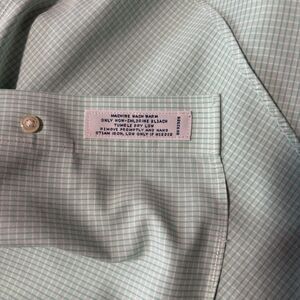 MACHINE WASH WARM
ONLY NON-CHLORINE BLEACH
TUMBLE DRY LOW
REMOVE PROMPTLY AND HANG
STEAM IRON, LOW ONLY IF NEEDED